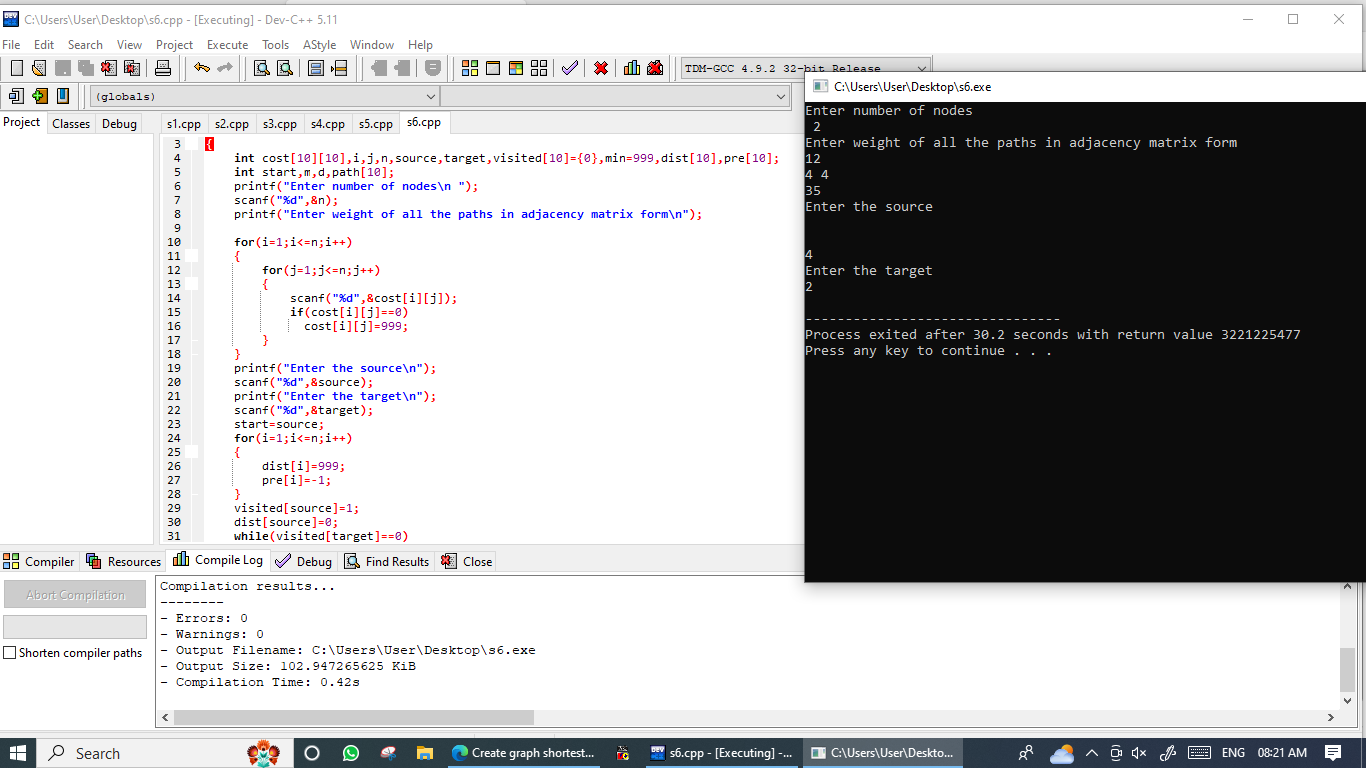 C:\Users\User\Desktop\s6.cpp - [Executing] - Dev-C++ 5.11
File Edit Search View Project Execute Tools AStyle Window Help
TDM-GCC 4.9.2 32-bit Release
(globals)
Project Classes Debug
s1.cpp s2.cpp s3.cpp s4.cpp s5.cpp s6.cpp
3 {
4 int cost[10][10],i,j,n,source,target,visited[10]={0},min=999,dist[10],pre[10];
5 int start,m,d,path[10];
6 printf("Enter number of nodes\n ");
7 scanf("%d",&n);
8 printf("Enter weight of all the paths in adjacency matrix form\n");
9
10 for(i=1;i<=n;i++)
11 {
12 for(j=1;j<=n;j++)
13 {
14 scanf("%d",&cost[i][j]);
15 if(cost[i][j]==0)
16 cost[i][j]=999;
17 }
18 }
19 printf("Enter the source\n");
20 scanf("%d",&source);
21 printf("Enter the target\n");
22 scanf("%d",&target);
23 start=source;
24 for(i=1;i<=n;i++)
25 {
26 dist[i]=999;
27 pre[i]=-1;
28 }
29 visited[source]=1;
30 dist[source]=0;
31 while(visited[target]==0)
C:\Users\User\Desktop\s6.exe
Enter number of nodes
2
Enter weight of all the paths in adjacency matrix form
12
4 4
35
Enter the source
4
Enter the target
2
--------------------------------
Process exited after 30.2 seconds with return value 3221225477
Press any key to continue . . .
Compiler Resources Compile Log Debug Find Results Close
Abort Compilation
Shorten compiler paths
Compilation results...
--------
- Errors: 0
- Warnings: 0
- Output Filename: C:\Users\User\Desktop\s6.exe
- Output Size: 102.947265625 KiB
- Compilation Time: 0.42s
Search
Create graph shortest...
s6.cpp - [Executing] -...
C:\Users\User\Deskto...
ENG 08:21 AM